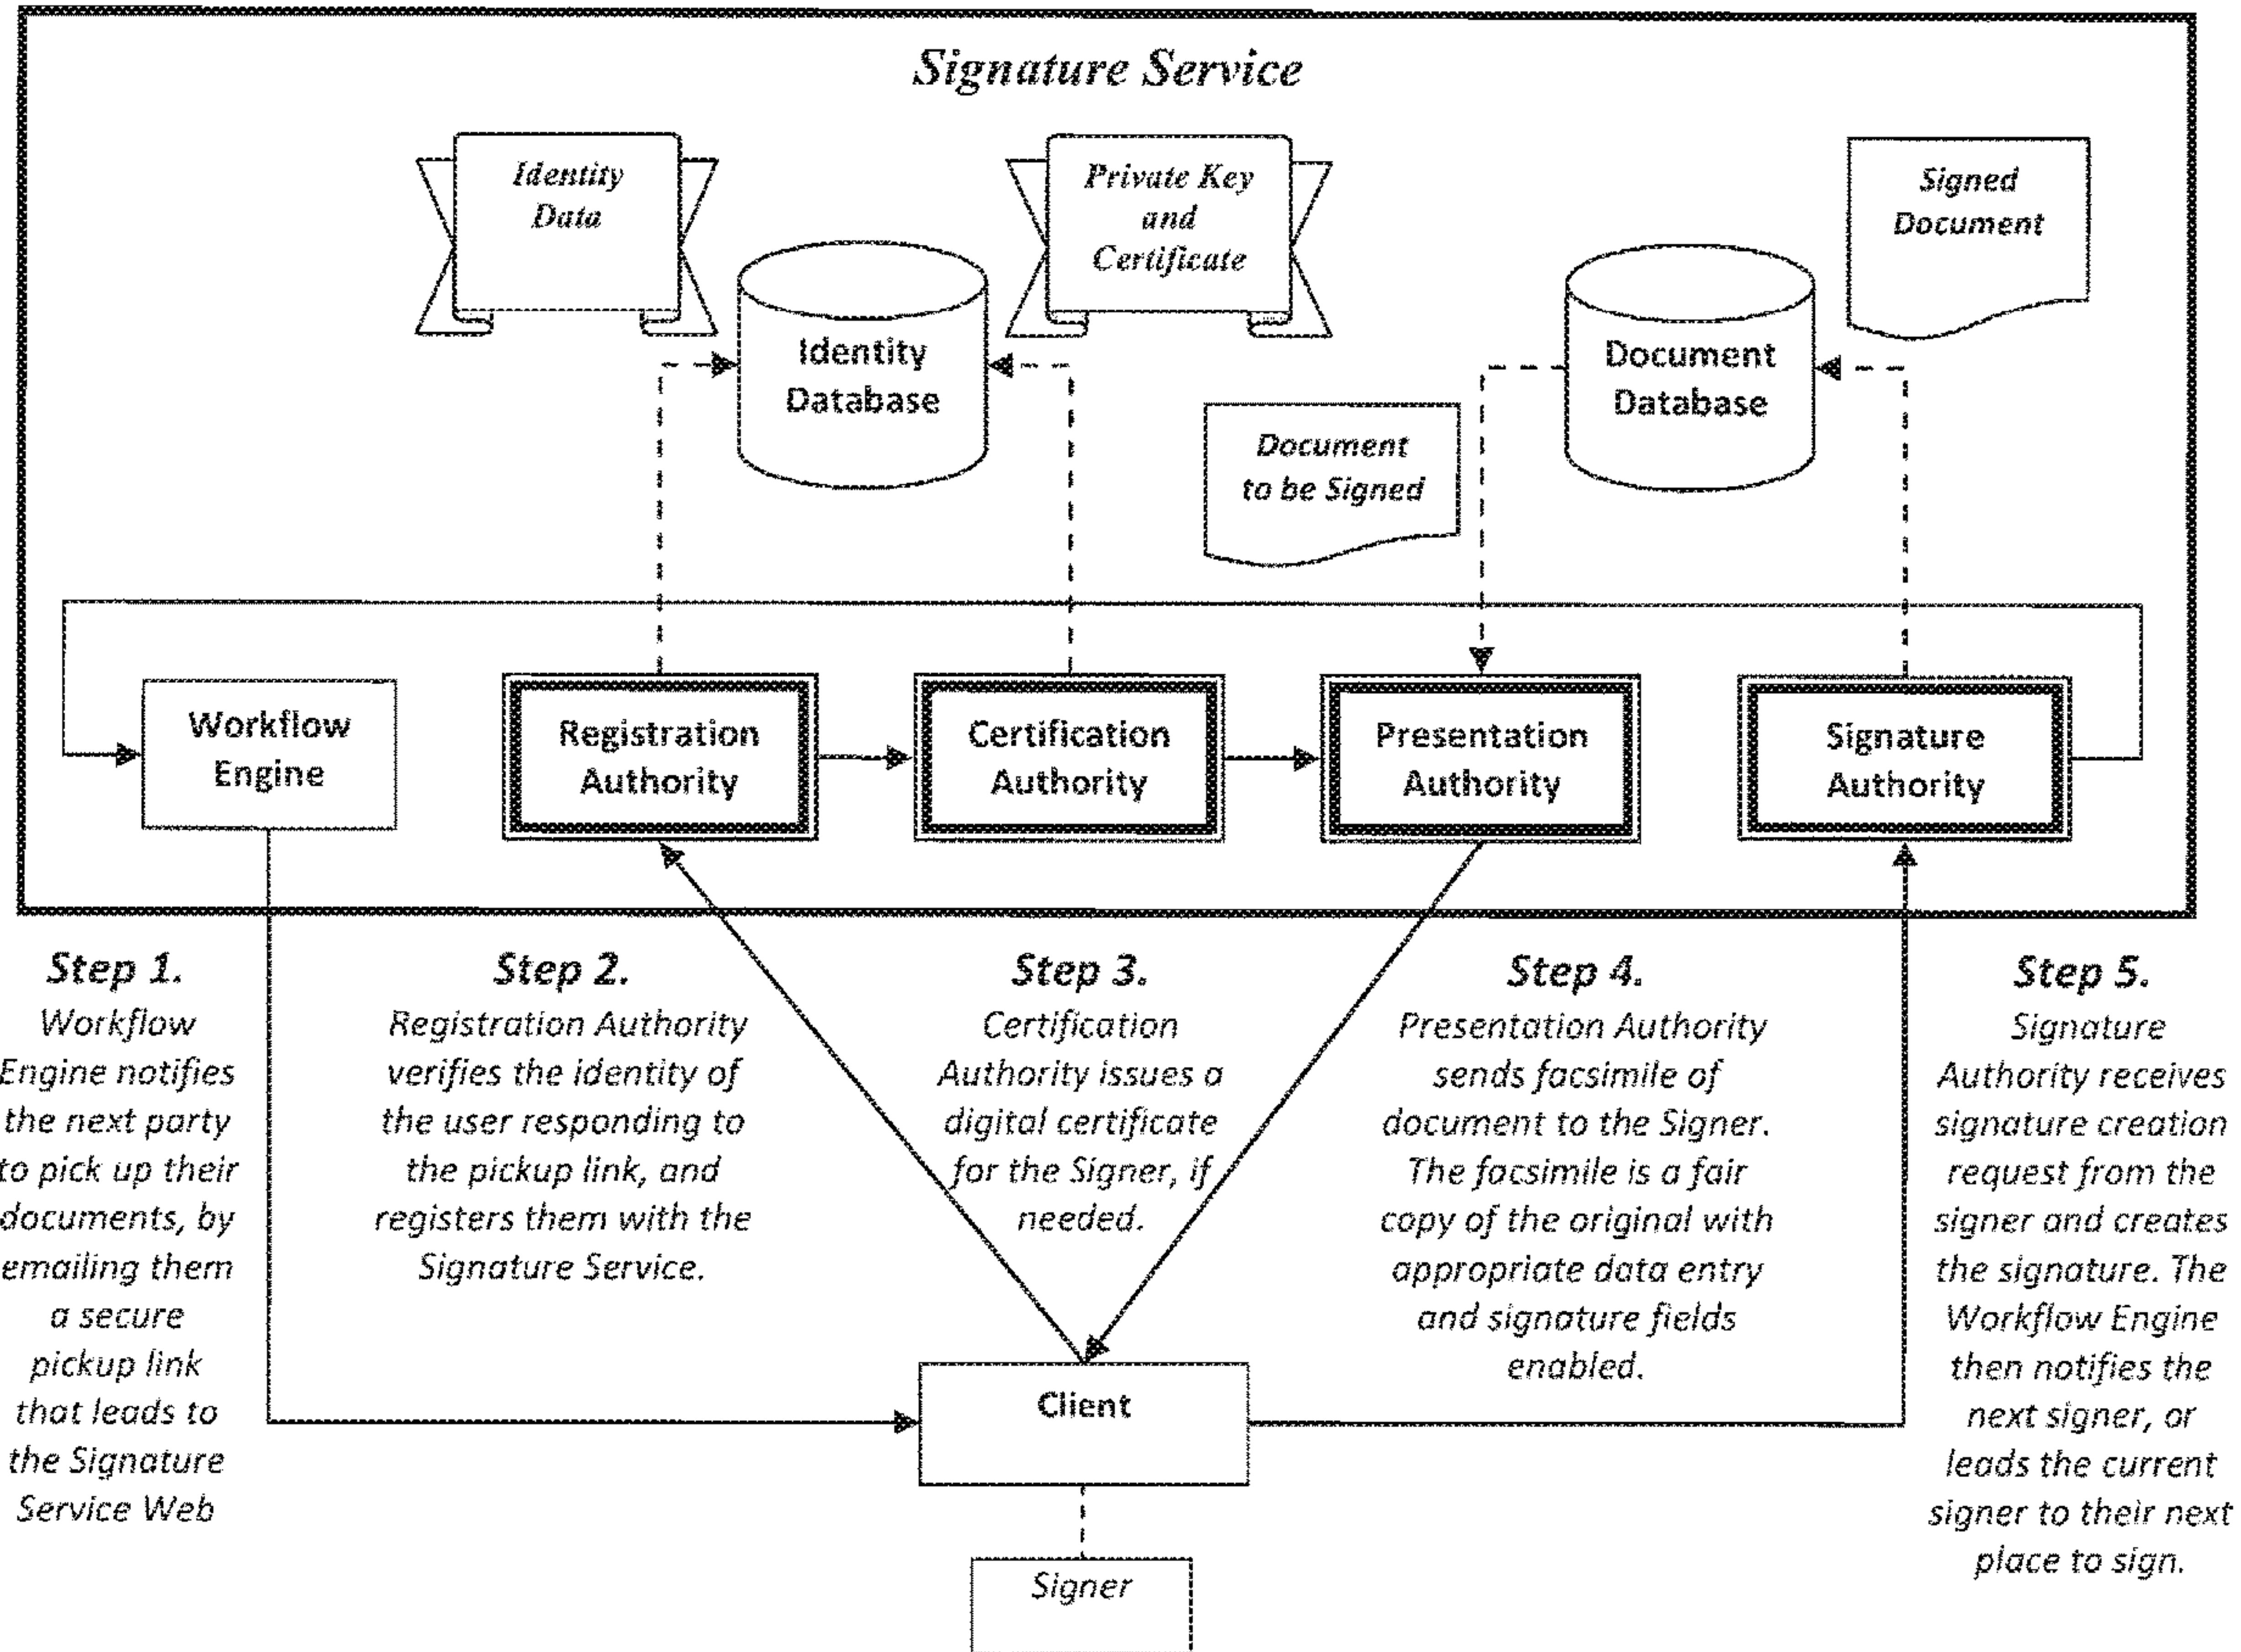 Signature Service
Identity
Data
Private Key
and
Certificate
Signed
Document
Identity
Database
Document
Database
Document
to be Signed
Workflow
Engine
Registration
Authority
Certification
Authority
Presentation
Authority
Signature
Authority
Step 1.
Workflow
Engine notifies
the next party
to pick up their
documents, by
emailing them
a secure
pickup link
that leads to
the Signature
Service Web
Step 2.
Registration Authority
verifies the identity of
the user responding to
the pickup link, and
registers them with the
Signature Service.
Step 3.
Certification
Authority issues a
digital certificate
for the Signer, if
needed.
Step 4.
Presentation Authority
sends facsimile of
document to the Signer.
The facsimile is a fair
copy of the original with
appropriate data entry
and signature fields
enabled.
Step 5.
Signature
Authority receives
signature creation
request from the
signer and creates
the signature. The
Workflow Engine
then notifies the
next signer, or
leads the current
signer to their next
place to sign.
Client
Signer